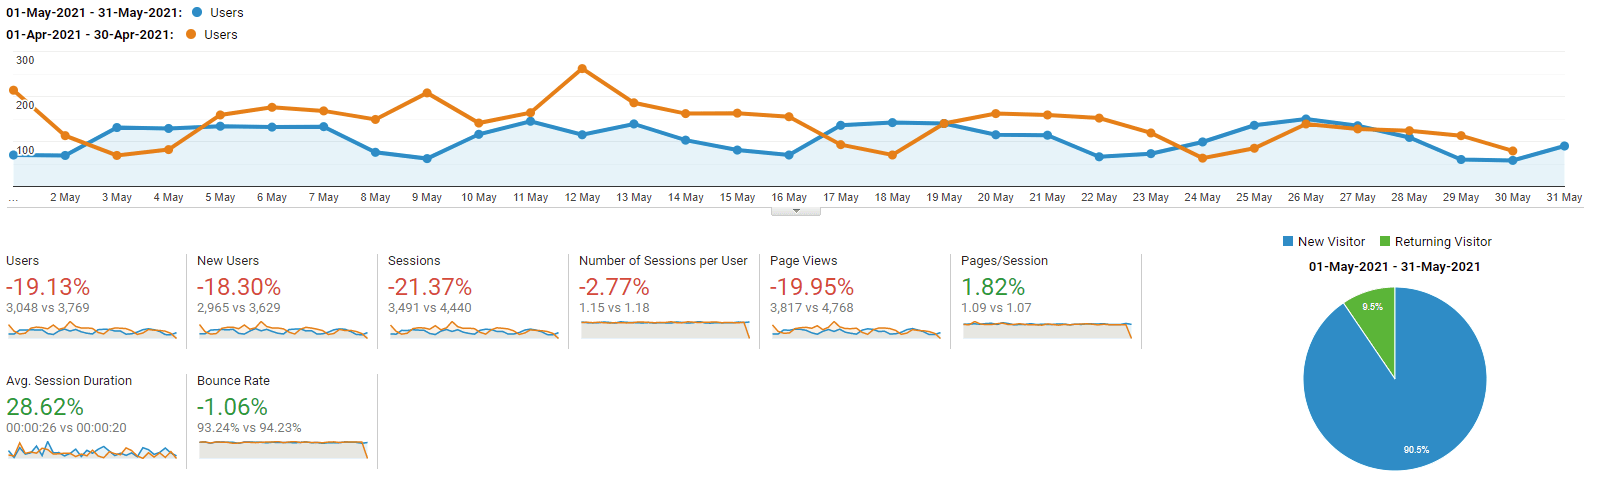 01-May-2021 - 31-May-2021: Users
01-Apr-2021 - 30-Apr-2021: Users
300
200
100
... 2 May 3 May 4 May 5 May 6 May 7 May 8 May 9 May 10 May 11 May 12 May 13 May 14 May 15 May 16 May 17 May 18 May 19 May 20 May 21 May 22 May 23 May 24 May 25 May 26 May 27 May 28 May 29 May 30 May 31 May
New Visitor Returning Visitor
01-May-2021 - 31-May-2021
9.5%
90.5%
Users
-19.13%
3,048 vs 3,769
New Users
-18.30%
2,965 vs 3,629
Sessions
-21.37%
3,491 vs 4,440
Number of Sessions per User
-2.77%
1.15 vs 1.18
Page Views
-19.95%
3,817 vs 4,768
Pages/Session
1.82%
1.09 vs 1.07
Avg. Session Duration
28.62%
00:00:26 vs 00:00:20
Bounce Rate
-1.06%
93.24% vs 94.23%